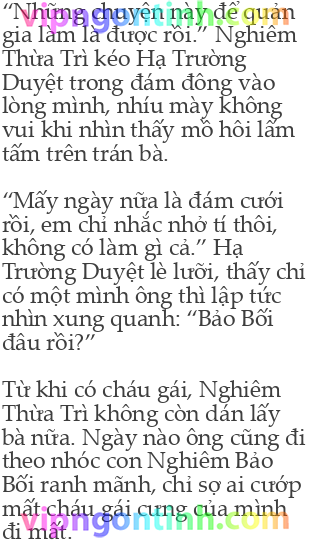 “Những chuyện này để quản
gia làm là được rồi.” Nghiêm
Thừa Trì kéo Hạ Trường
Duyệt trong đám đông vào
lòng mình, nhíu mày không
vui khi nhìn thấy mồ hôi lấm
tấm trên trán bà.
“Mấy ngày nữa là đám cưới
rồi, em chỉ nhắc nhở tí thôi,
không có làm gì cả.” Hạ
Trường Duyệt lè lưỡi, thấy chỉ
có một mình ông thì lập tức
nhìn xung quanh: “Bảo Bối
đâu rồi?”
Từ khi có cháu gái, Nghiêm
Thừa Trì không còn dán lấy
bà nữa. Ngày nào ông cũng đi
theo nhóc con Nghiêm Bảo
Bối ranh mãnh, chỉ sợ ai cướp
mất cháu gái cưng của mình
đi mất.
vipngontinh.com
vipngontinh.com